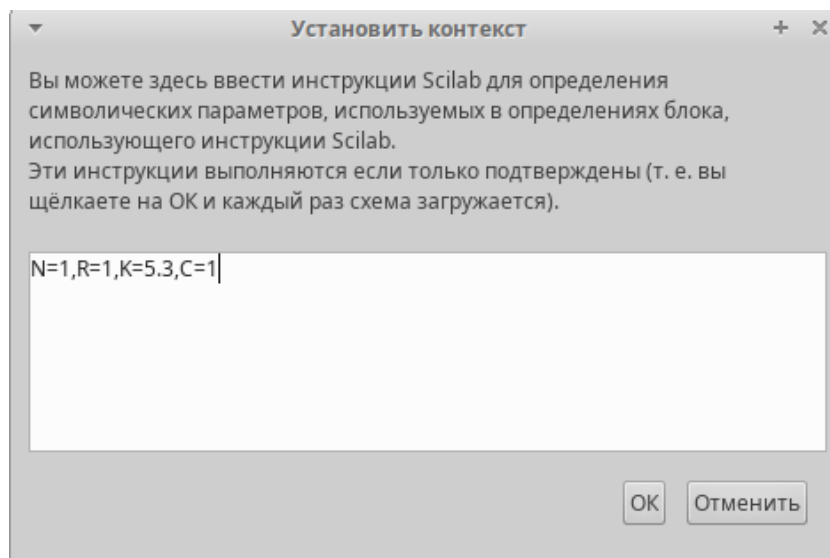 Установить контекст
Вы можете здесь ввести инструкции Scilab для определения
символических параметров, используемых в определениях блока,
использующего инструкции Scilab.
Эти инструкции выполняются если только подтверждены (т. е. вы
щёлкаете на ОК и каждый раз схема загружается).
N=1,R=1,K=5.3,C=1
ОК Отменить